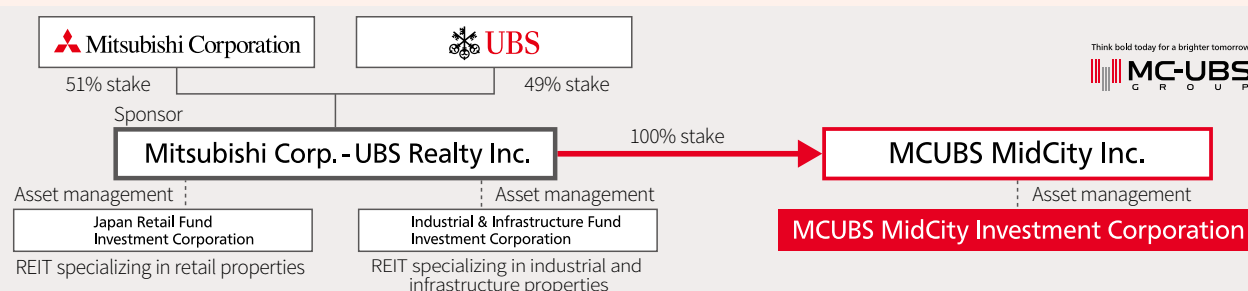 Mitsubishi Corporation
UBS
Think bold today for a brighter tomorrow
MC-UBS
GROUP
51% stake
49% stake
Sponsor
100% stake
Mitsubishi Corp.-UBS Realty Inc.
MCUBS MidCity Inc.
Asset management
Asset management
Asset management
Japan Retail Fund
Investment Corporation
Industrial & Infrastructure Fund
Investment Corporation
MCUBS MidCity Investment Corporation
REIT specializing in retail properties
REIT specializing in industrial and
infrastructure properties